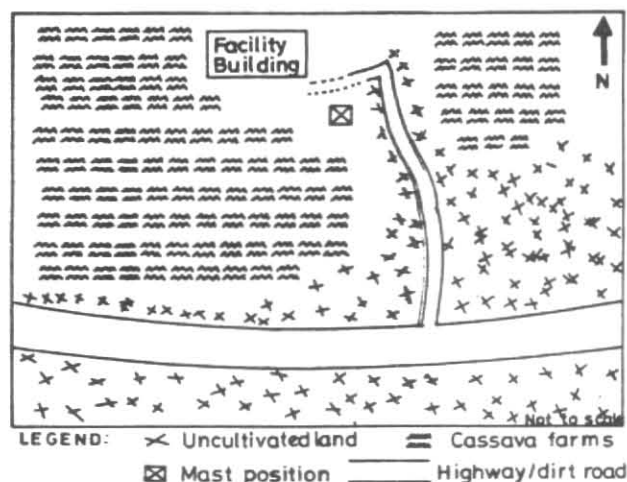 Facility
Building
N
Not to scale
LEGEND: Uncultivated land Cassava farms
Mast position Highway/dirt road